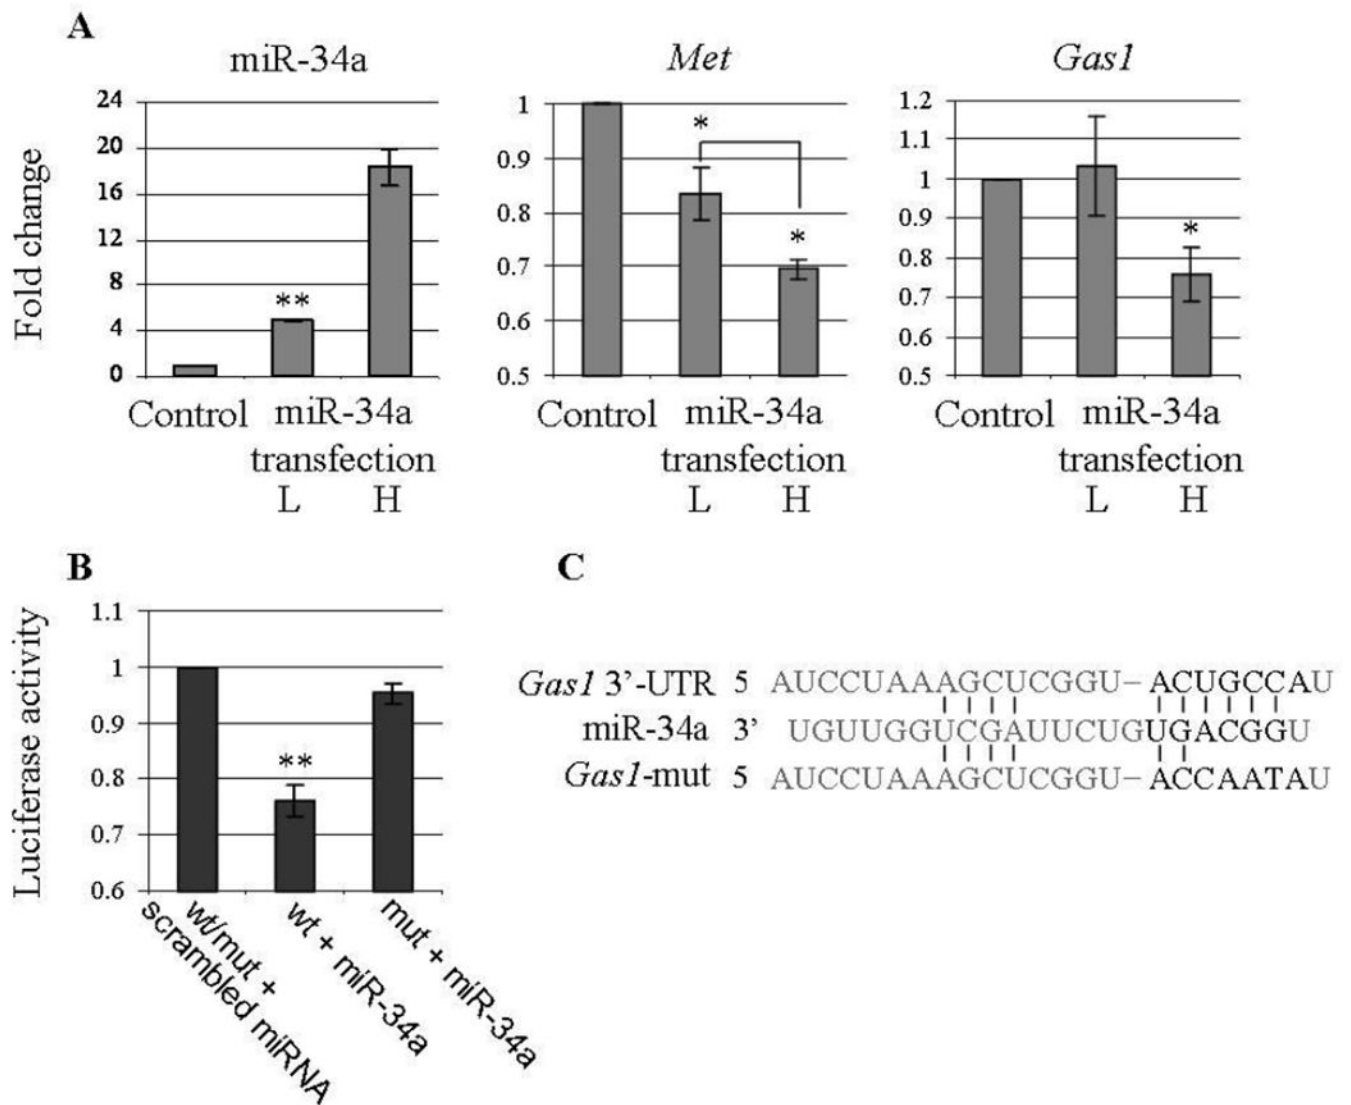 A
miR-34a
Met
Gas1
Fold change
24
20
16
12
8
4
0
**
Control
miR-34a
transfection
L
H
1
0.9
0.8
0.7
0.6
0.5
*
*
Control
miR-34a
transfection
L
H
1.2
1.1
1
0.9
0.8
0.7
0.6
0.5
*
Control
miR-34a
transfection
L
H
B
Luciferase activity
1.1
1
0.9
0.8
0.7
0.6
**
wt/mut +
scrambled miRNA
wt + miR-34a
mut + miR-34a
C
Gas1 3’-UTR 5 AUCCUAAAGCUCGGU–ACUGCCAU
miR-34a 3’ UGUUGGUCGAUUCUGUGACGGU
Gas1-mut 5 AUCCUAAAGCUCGGU–ACCAATAU